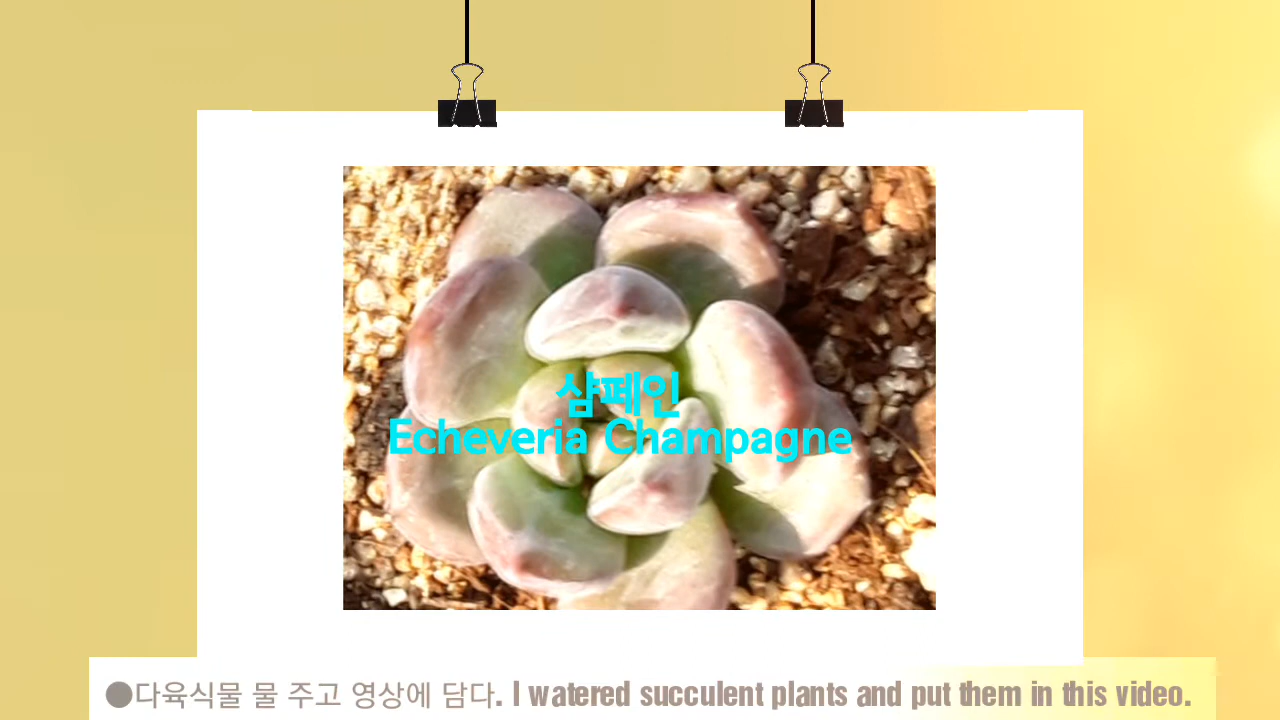 샴페인
Echeveria Champagne
●다육식물 물 주고 영상에 담다. I watered succulent plants and put them in this video.